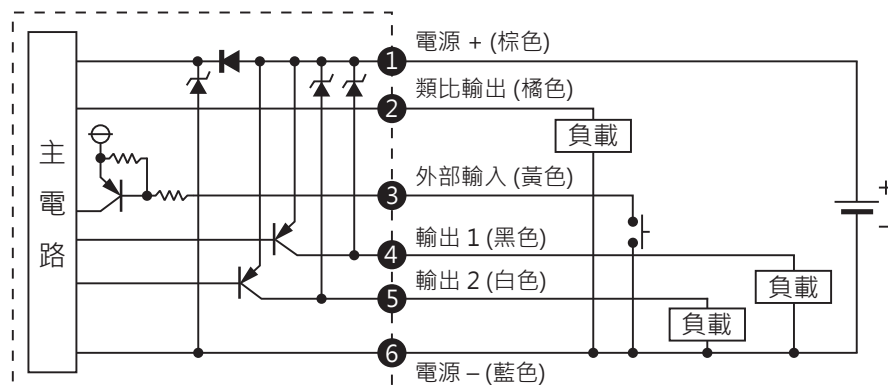 主電路
1 電源 + (棕色)
2 類比輸出 (橘色)
負載
3 外部輸入 (黃色)
+
−
4 輸出 1 (黑色)
負載
5 輸出 2 (白色)
負載
6 電源 – (藍色)